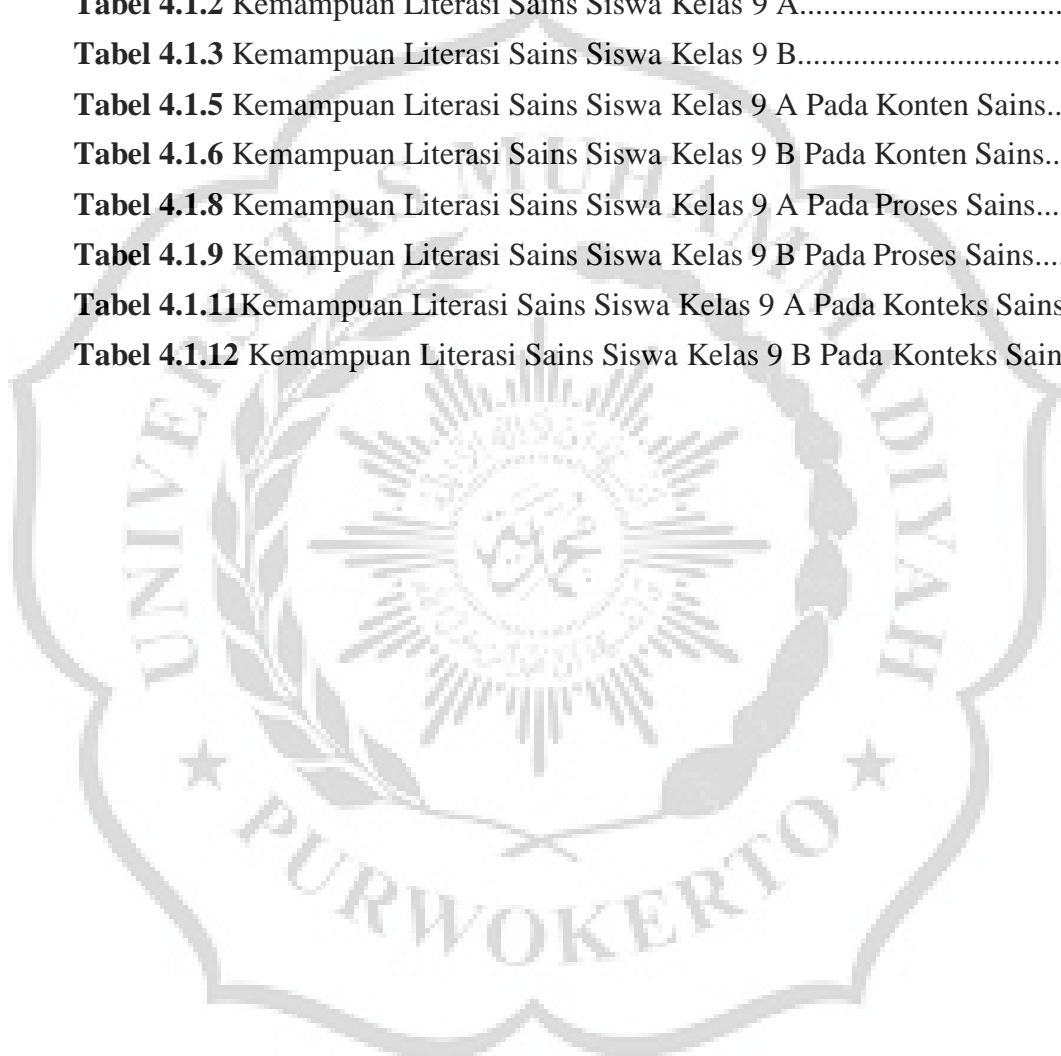 Tabel 4.1.2 Kemampuan Literasi Sains Siswa Kelas 9 A..................................
Tabel 4.1.3 Kemampuan Literasi Sains Siswa Kelas 9 B..................................
Tabel 4.1.5 Kemampuan Literasi Sains Siswa Kelas 9 A Pada Konten Sains...
Tabel 4.1.6 Kemampuan Literasi Sains Siswa Kelas 9 B Pada Konten Sains...
Tabel 4.1.8 Kemampuan Literasi Sains Siswa Kelas 9 A Pada Proses Sains....
Tabel 4.1.9 Kemampuan Literasi Sains Siswa Kelas 9 B Pada Proses Sains.....
Tabel 4.1.11Kemampuan Literasi Sains Siswa Kelas 9 A Pada Konteks Sains
Tabel 4.1.12 Kemampuan Literasi Sains Siswa Kelas 9 B Pada Konteks Sain
UNIVERSITAS MUHAMMADIYAH
PURWOKERTO